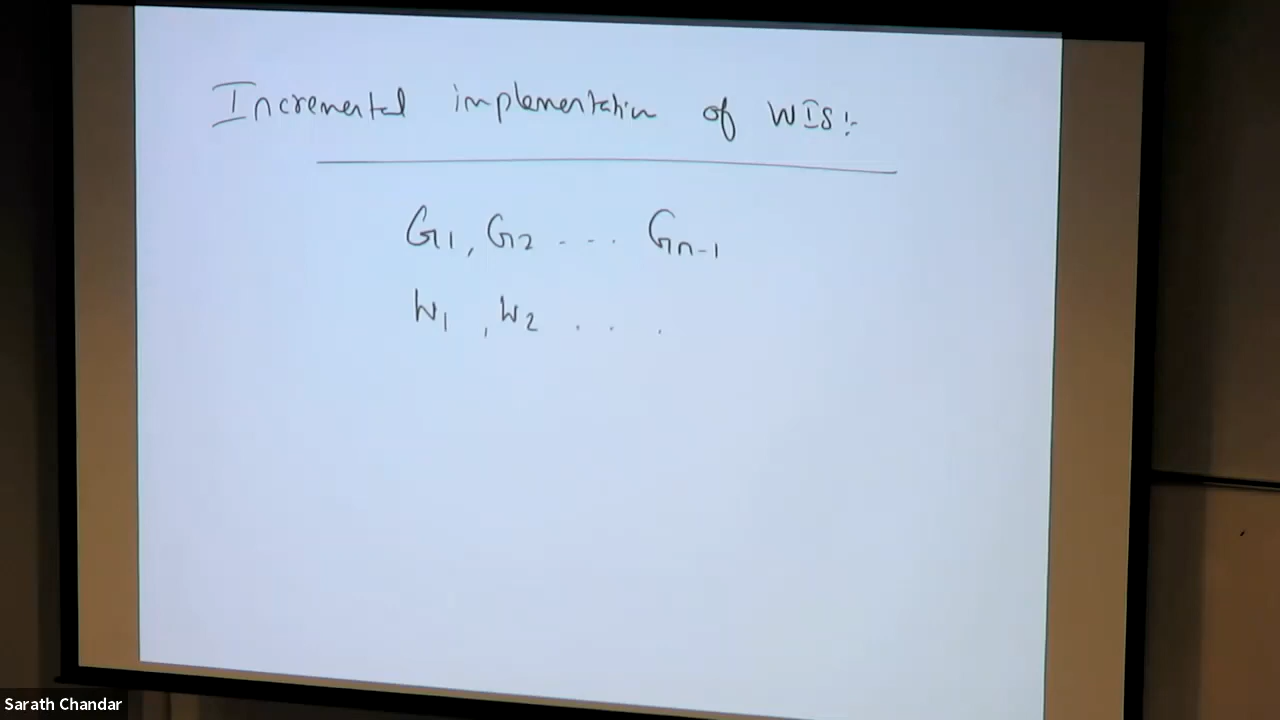 Incremental implementation of WIS:-
G1, G2 ... Gn-1
W1, W2 ...
Sarath Chandar